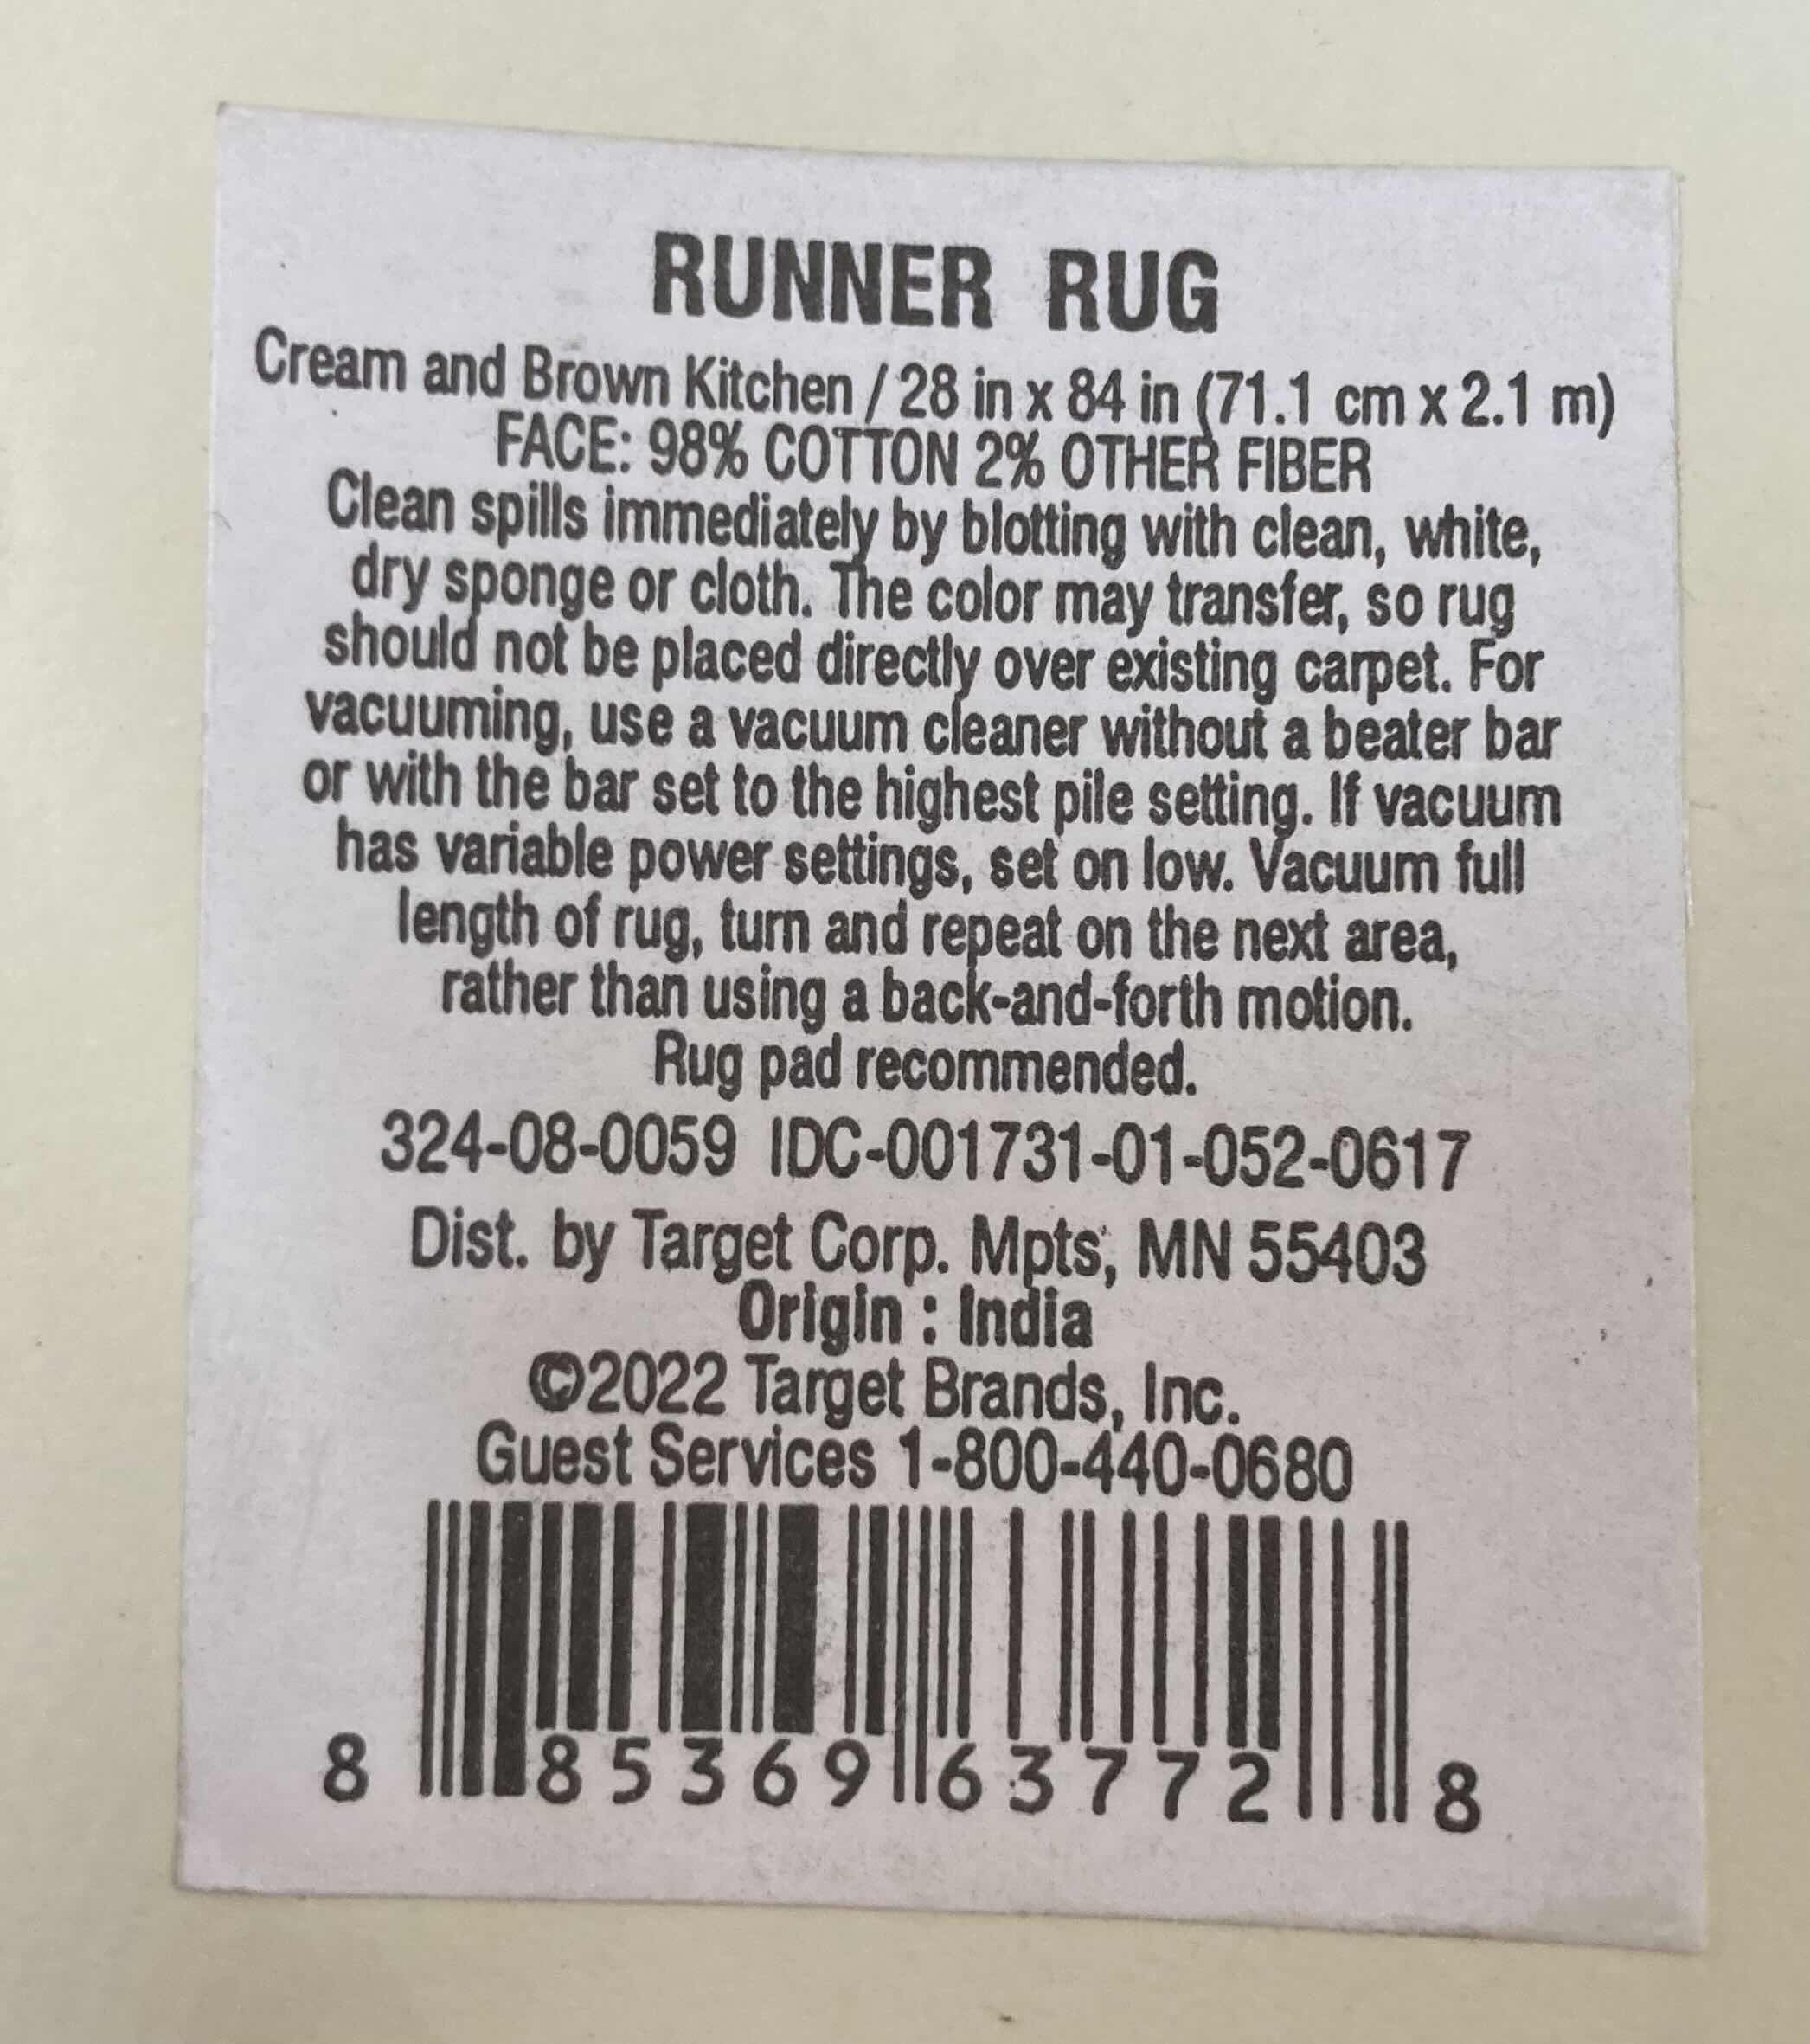 RUNNER RUG
Cream and Brown Kitchen / 28 in x 84 in (71.1 cm x 2.1 m)
FACE: 98% COTTON 2% OTHER FIBER
Clean spills immediately by blotting with clean, white,
dry sponge or cloth. The color may transfer, so rug
should not be placed directly over existing carpet. For
vacuuming, use a vacuum cleaner without a beater bar
or with the bar set to the highest pile setting. If vacuum
has variable power settings, set on low. Vacuum full
length of rug, turn and repeat on the next area,
rather than using a back-and-forth motion.
Rug pad recommended.
324-08-0059 IDC-001731-01-052-0617
Dist. by Target Corp. Mpts, MN 55403
Origin : India
©2022 Target Brands, Inc.
Guest Services 1-800-440-0680
8 85369 63772 8